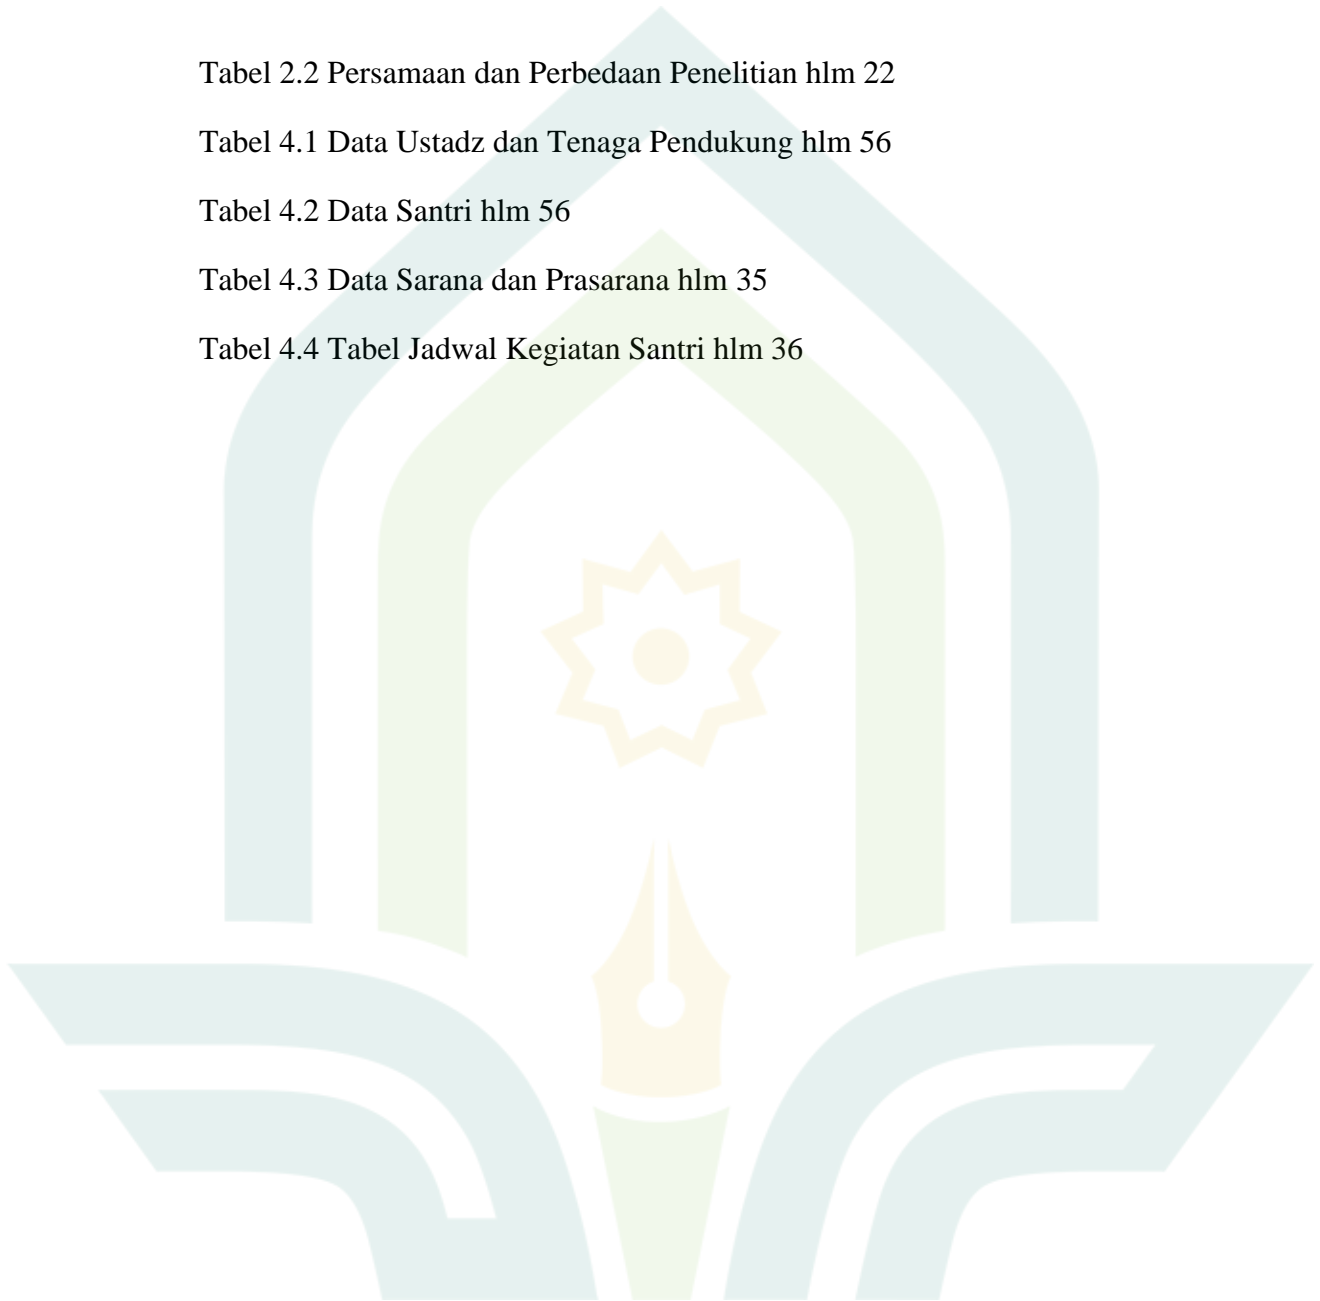 Tabel 2.2 Persamaan dan Perbedaan Penelitian hlm 22
Tabel 4.1 Data Ustadz dan Tenaga Pendukung hlm 56
Tabel 4.2 Data Santri hlm 56
Tabel 4.3 Data Sarana dan Prasarana hlm 35
Tabel 4.4 Tabel Jadwal Kegiatan Santri hlm 36